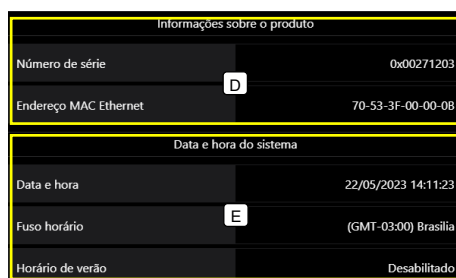 Informações sobre o produto
Número de série 0x00271203
D
Endereço MAC Ethernet 70-53-3F-00-00-0B
Data e hora do sistema
Data e hora 22/05/2023 14:11:23
E
Fuso horário (GMT-03:00) Brasilia
Horário de verão Desabilitado